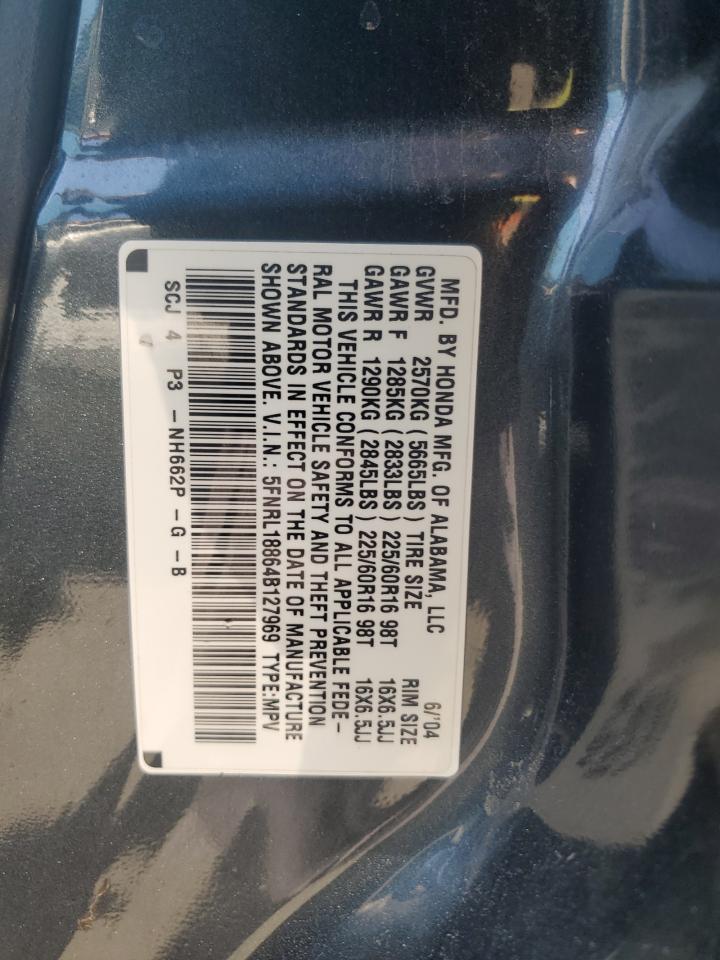 MFD. BY HONDA MFG. OF ALABAMA, LLC 6/'04
GVWR 2570KG ( 5665LBS ) TIRE SIZE RIM SIZE
GAWR F 1285KG ( 2833LBS ) 225/60R16 98T 16X6.5JJ
GAWR R 1290KG ( 2845LBS ) 225/60R16 98T 16X6.5JJ
THIS VEHICLE CONFORMS TO ALL APPLICABLE FEDE-
RAL MOTOR VEHICLE SAFETY AND THEFT PREVENTION
STANDARDS IN EFFECT ON THE DATE OF MANUFACTURE
SHOWN ABOVE. V.I.N.: 5FNRL18864B127969 TYPE:MPV
SCJ 4 P3 -NH662P - G - B